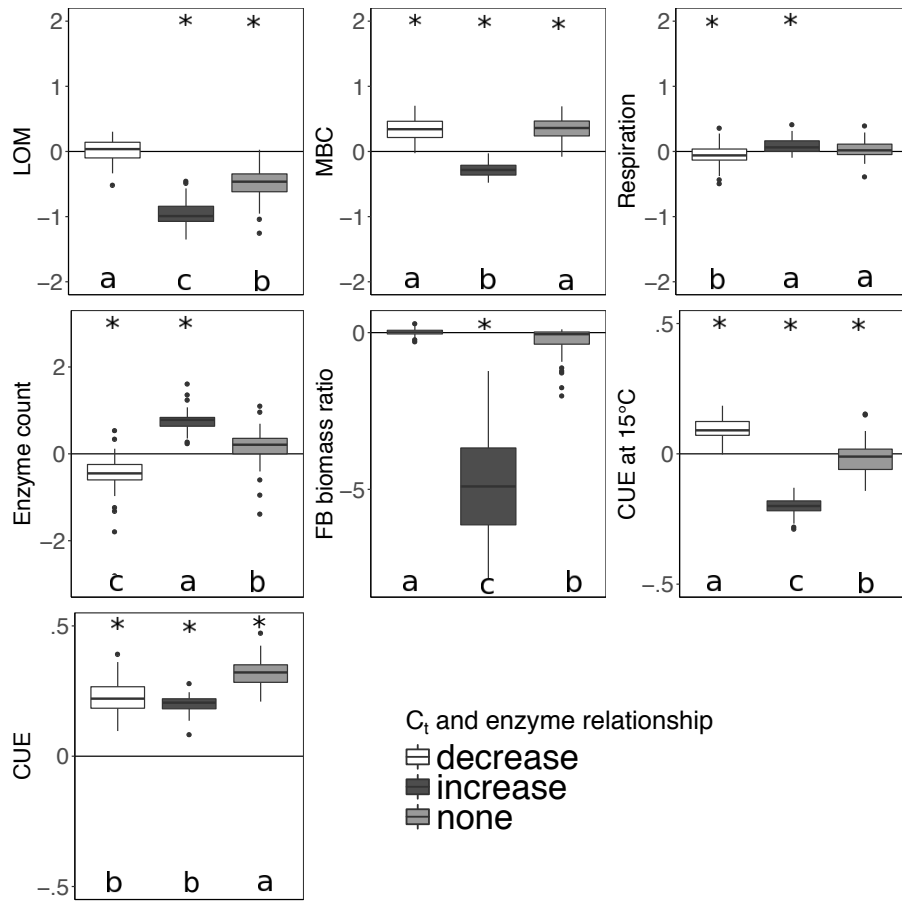 2
1
0
−1
−2
LOM
* *
a c b
2
1
0
−1
−2
MBC
* * *
a b a
2
1
0
−1
−2
Respiration
* *
b a a
2
0
−2
Enzyme count
* *
c a b
0
−5
FB biomass ratio
*
a c b
.5
0
−.5
CUE at 15°C
* * *
a c b
.5
0
−.5
CUE
* * *
b b a
Ct and enzyme relationship
decrease
increase
none